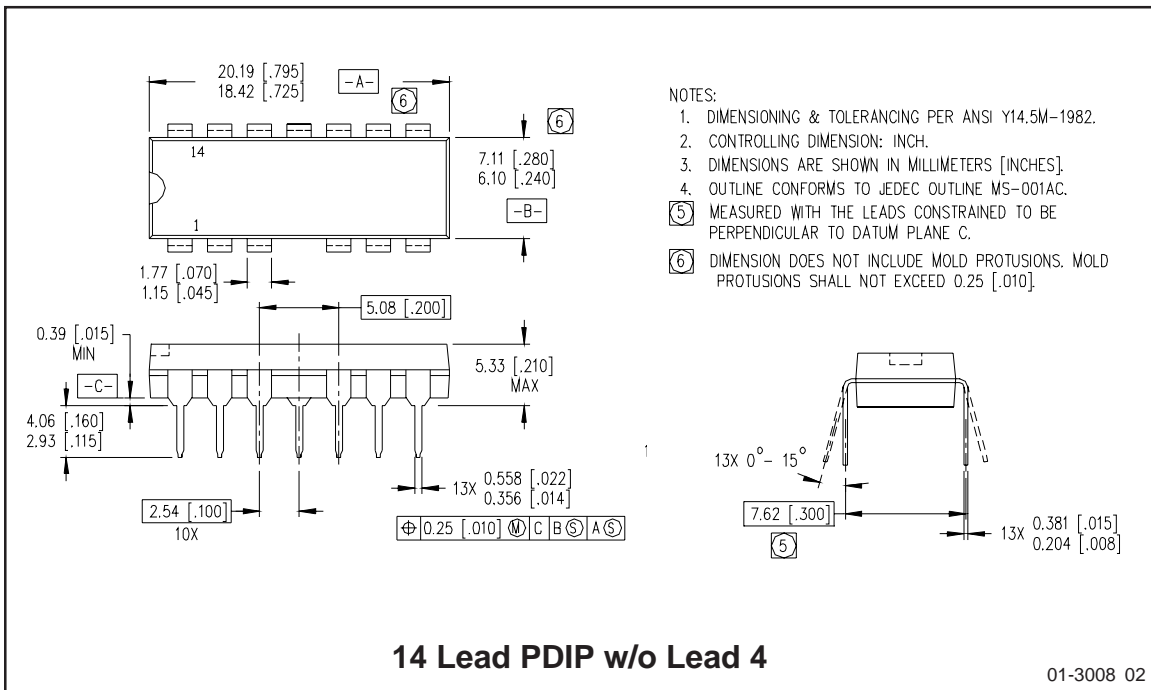 20.19 [.795]
18.42 [.725]
-A-
6
6
14
1
7.11 [.280]
6.10 [.240]
-B-
1.77 [.070]
1.15 [.045]
5.08 [.200]
0.39 [.015]
MIN
-C-
5.33 [.210]
MAX
4.06 [.160]
2.93 [.115]
13X 0.558 [.022]
0.356 [.014]
2.54 [.100]
10X
⌖ 0.25 [.010] Ⓜ C B Ⓢ A Ⓢ
NOTES:
1. DIMENSIONING & TOLERANCING PER ANSI Y14.5M-1982.
2. CONTROLLING DIMENSION: INCH.
3. DIMENSIONS ARE SHOWN IN MILLIMETERS [INCHES].
4. OUTLINE CONFORMS TO JEDEC OUTLINE MS-001AC.
5 MEASURED WITH THE LEADS CONSTRAINED TO BE
PERPENDICULAR TO DATUM PLANE C.
6 DIMENSION DOES NOT INCLUDE MOLD PROTUSIONS. MOLD
PROTUSIONS SHALL NOT EXCEED 0.25 [.010].
13X 0°- 15°
7.62 [.300]
5
13X 0.381 [.015]
0.204 [.008]
14 Lead PDIP w/o Lead 4
01-3008 02